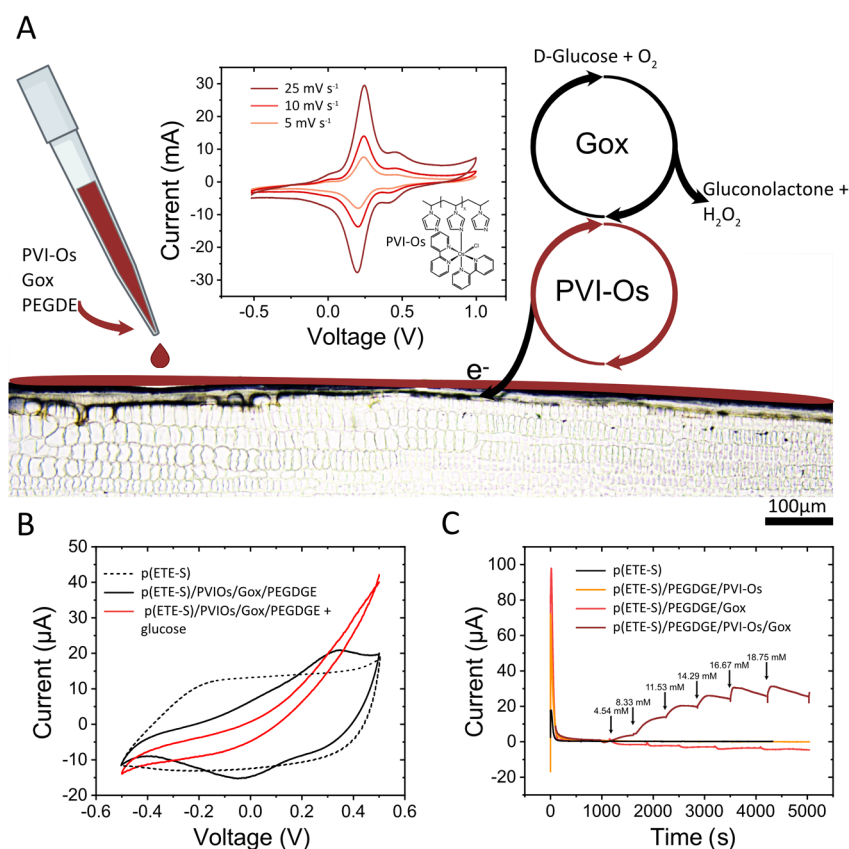 A
PVI-Os
Gox
PEGDE
Current (mA)
30
20
10
0
-10
-20
-30
25 mV s⁻¹
10 mV s⁻¹
5 mV s⁻¹
PVI-Os
Cl
-0.5
0.0
0.5
1.0
Voltage (V)
D-Glucose + O₂
Gox
Gluconolactone +
H₂O₂
PVI-Os
e⁻
100µm
B
Current (µA)
50
40
30
20
10
0
-10
-20
p(ETE-S)
p(ETE-S)/PVIOs/Gox/PEGDGE
p(ETE-S)/PVIOs/Gox/PEGDGE +
glucose
-0.6
-0.4
-0.2
0.0
0.2
0.4
0.6
Voltage (V)
C
Current (µA)
100
80
60
40
20
0
-20
p(ETE-S)
p(ETE-S)/PEGDGE/PVI-Os
p(ETE-S)/PEGDGE/Gox
p(ETE-S)/PEGDGE/PVI-Os/Gox
4.54 mM
8.33 mM
11.53 mM
14.29 mM
16.67 mM
18.75 mM
0
1000
2000
3000
4000
5000
Time (s)